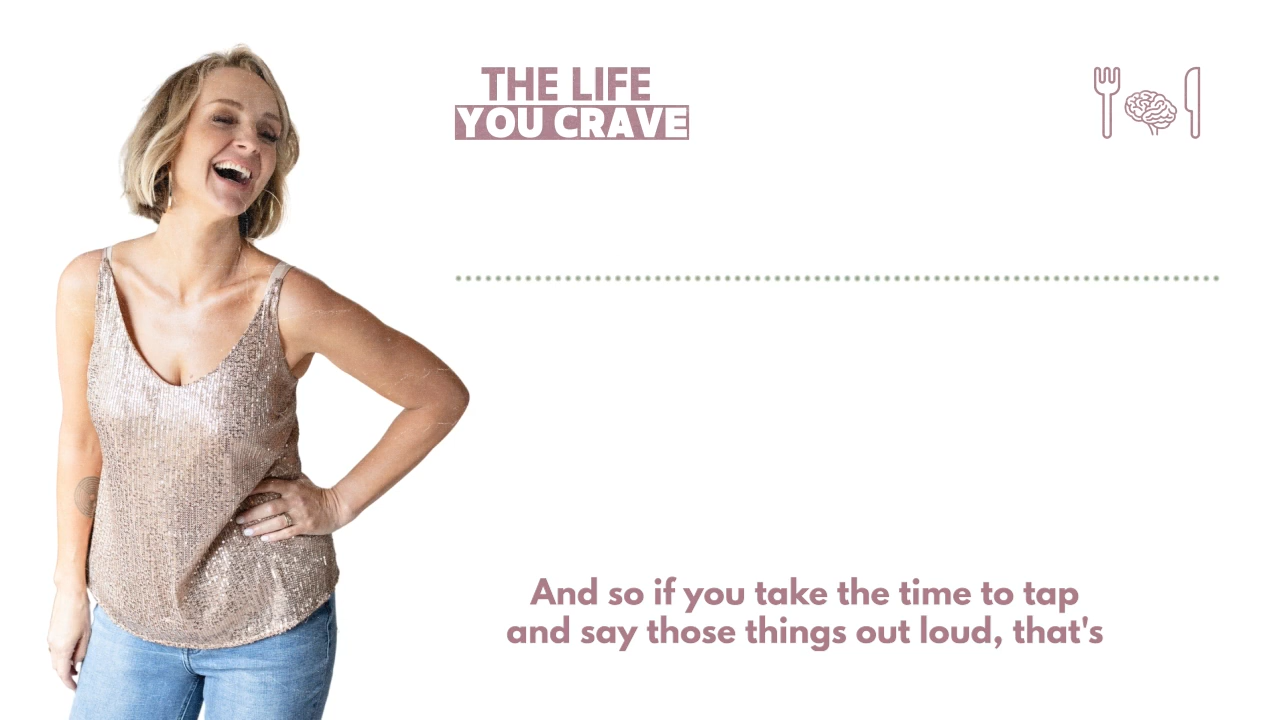 THE LIFE
YOU CRAVE
And so if you take the time to tap
and say those things out loud, that's